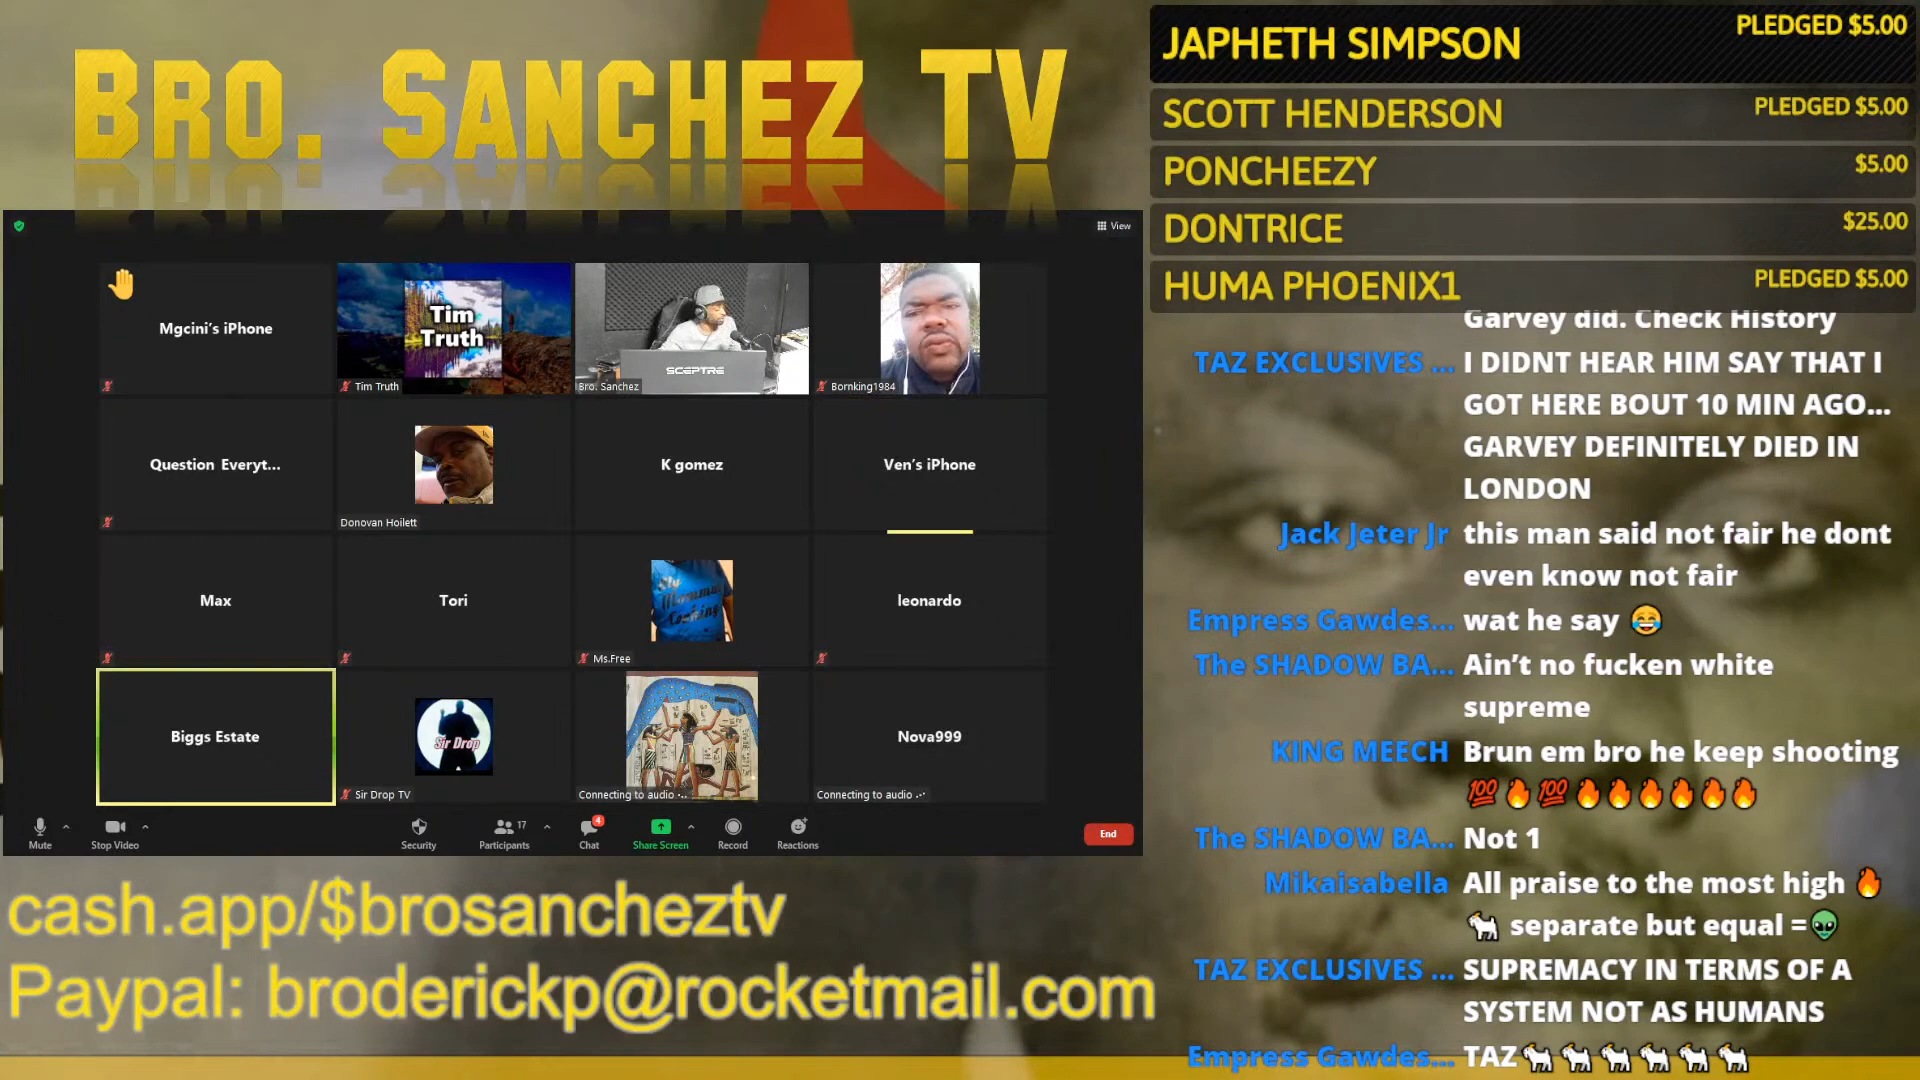 BRO. SANCHEZ TV
View
Mgcini's iPhone
Tim
Truth
Tim Truth
SCEPTRE
Bro. Sanchez
Bornking1984
Question Everyt...
Donovan Hoilett
K gomez
Ven's iPhone
Max
Tori
My
Momma
Cooking
Ms.Free
leonardo
Biggs Estate
Sir Drop
Sir Drop TV
Connecting to audio ..
Nova999
Connecting to audio ..
Mute
Stop Video
Security
17
Participants
4
Chat
Share Screen
Record
Reactions
End
cash.app/$brosancheztv
Paypal: broderickp@rocketmail.com
JAPHETH SIMPSON PLEDGED $5.00
SCOTT HENDERSON PLEDGED $5.00
PONCHEEZY $5.00
DONTRICE $25.00
HUMA PHOENIX1 PLEDGED $5.00
Garvey did. Check History
TAZ EXCLUSIVES ... I DIDNT HEAR HIM SAY THAT I
GOT HERE BOUT 10 MIN AGO...
GARVEY DEFINITELY DIED IN
LONDON
Jack Jeter Jr this man said not fair he dont
even know not fair
Empress Gawdes... wat he say 😂
The SHADOW BA... Ain't no fucken white
supreme
KING MEECH Brun em bro he keep shooting
💯🔥💯🔥🔥🔥🔥🔥🔥
The SHADOW BA... Not 1
Mikaisabella All praise to the most high 🔥
🐐 separate but equal =👽
TAZ EXCLUSIVES ... SUPREMACY IN TERMS OF A
SYSTEM NOT AS HUMANS
Empress Gawdes... TAZ🐐🐐🐐🐐🐐🐐